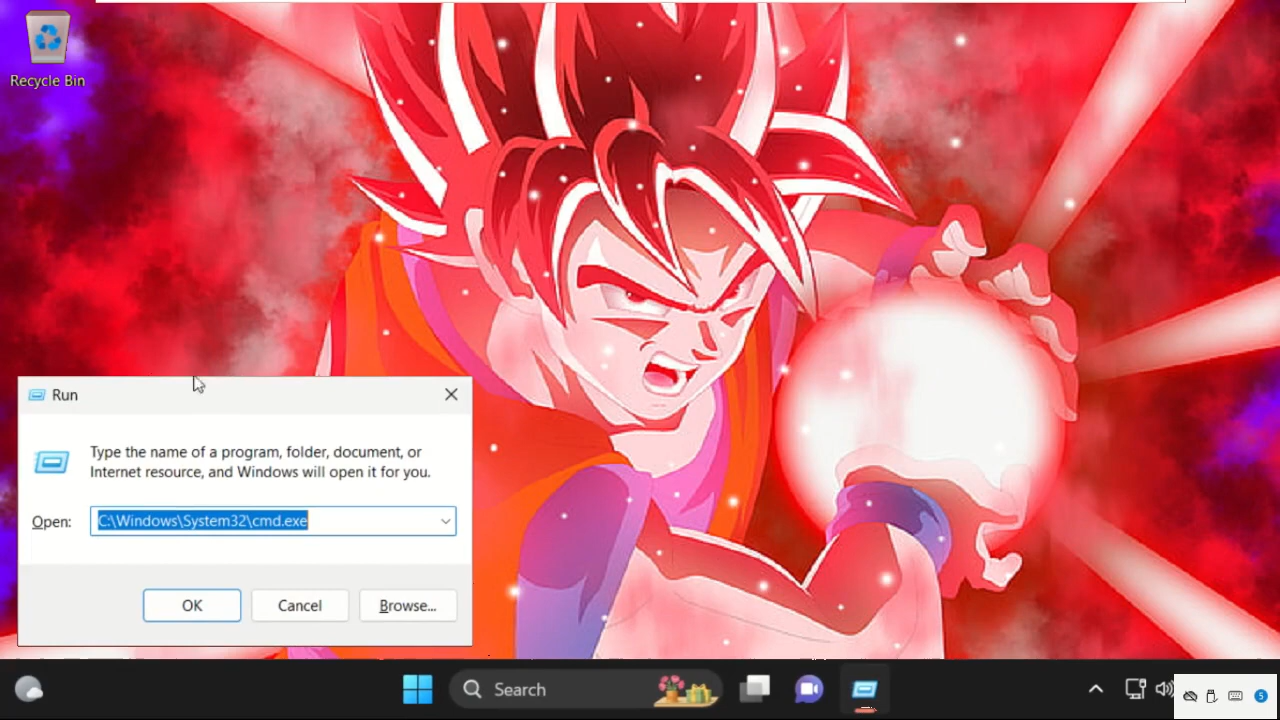 Recycle Bin
Run
Type the name of a program, folder, document, or
Internet resource, and Windows will open it for you.
Open:
C:\Windows\System32\cmd.exe
OK
Cancel
Browse...
Search
5